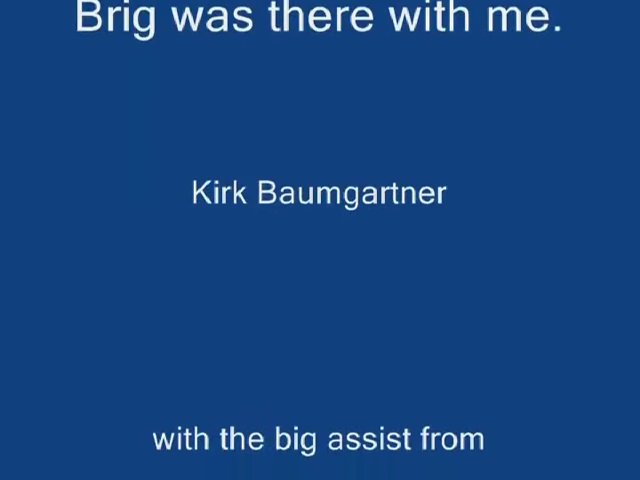 Brig was there with me.
Kirk Baumgartner
with the big assist from